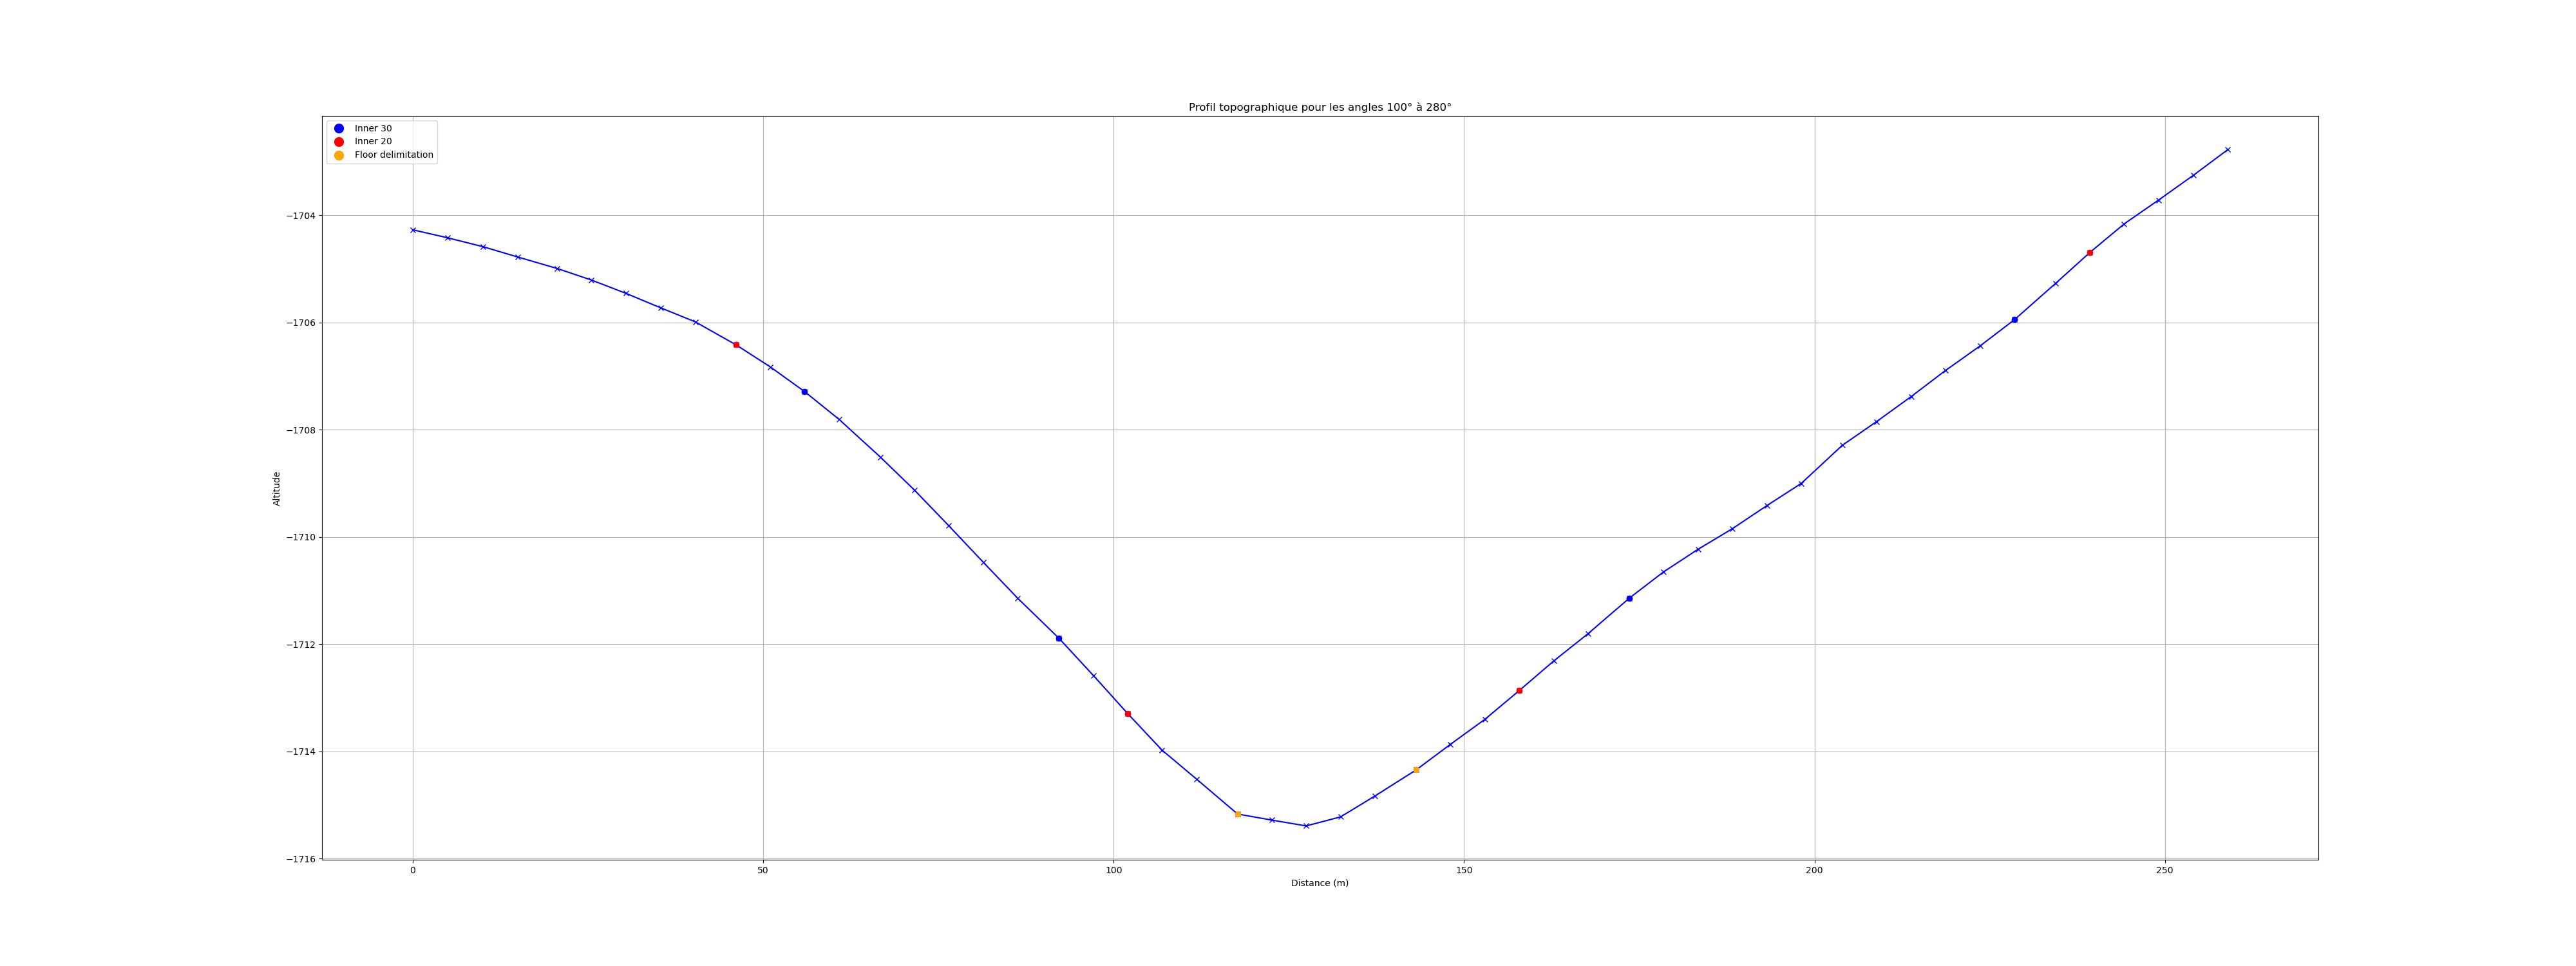 Profil topographique pour les angles 100° à 280°
Inner 30
Inner 20
Floor delimitation
−1704
−1706
−1708
−1710
−1712
−1714
−1716
Altitude
0 50 100 150 200 250
Distance (m)